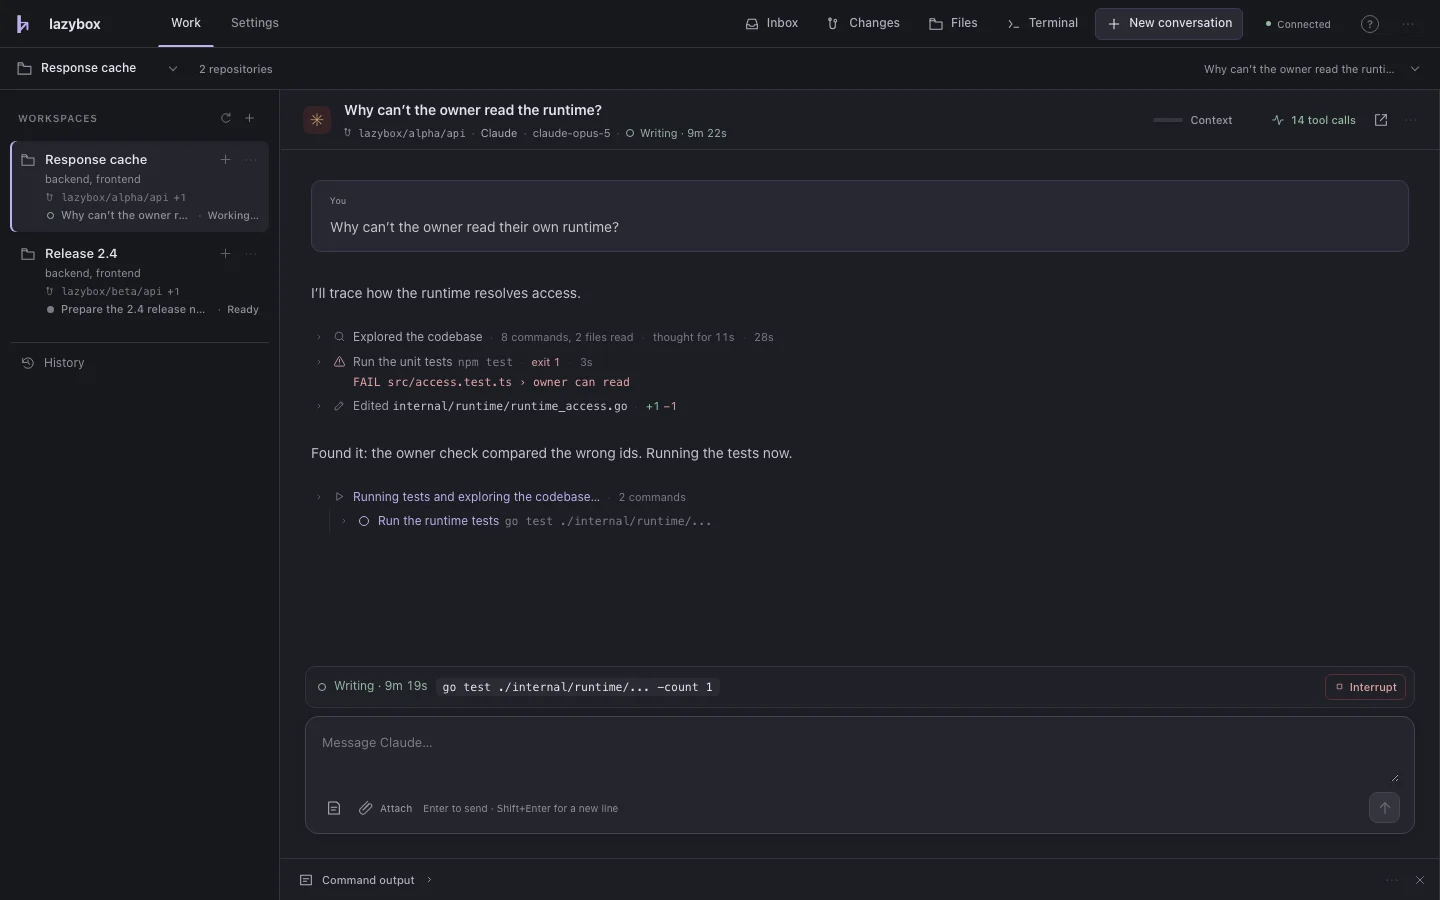 lazybox
Work
Settings
Inbox
Changes
Files
Terminal
New conversation
Connected
?
Response cache
2 repositories
Why can't the owner read the runti...
WORKSPACES
Response cache
backend, frontend
lazybox/alpha/api +1
Why can't the owner r... · Working...
Release 2.4
backend, frontend
lazybox/beta/api +1
Prepare the 2.4 release n... · Ready
History
Why can't the owner read the runtime?
lazybox/alpha/api · Claude · claude-opus-5 · Writing · 9m 22s
Context
14 tool calls
You
Why can't the owner read their own runtime?
I'll trace how the runtime resolves access.
Explored the codebase · 8 commands, 2 files read · thought for 11s · 28s
Run the unit tests npm test · exit 1 · 3s
FAIL src/access.test.ts › owner can read
Edited internal/runtime/runtime_access.go · +1 −1
Found it: the owner check compared the wrong ids. Running the tests now.
Running tests and exploring the codebase... · 2 commands
Run the runtime tests go test ./internal/runtime/...
Writing · 9m 19s go test ./internal/runtime/... -count 1
Interrupt
Message Claude...
Attach
Enter to send · Shift+Enter for a new line
Command output